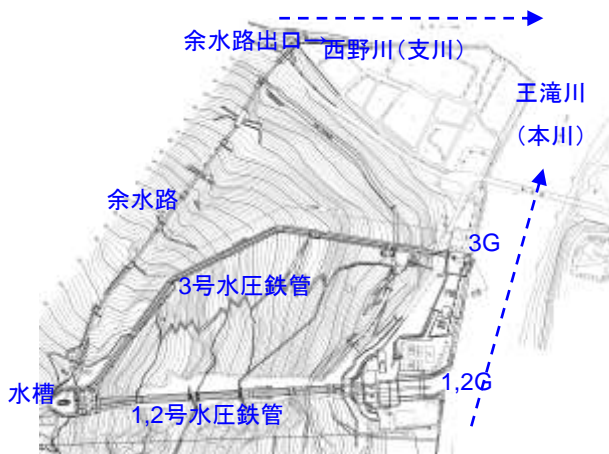 余水路出口→西野川（支川）
王滝川
（本川）
余水路
3G
3号水圧鉄管
水槽
1,2G
1,2号水圧鉄管